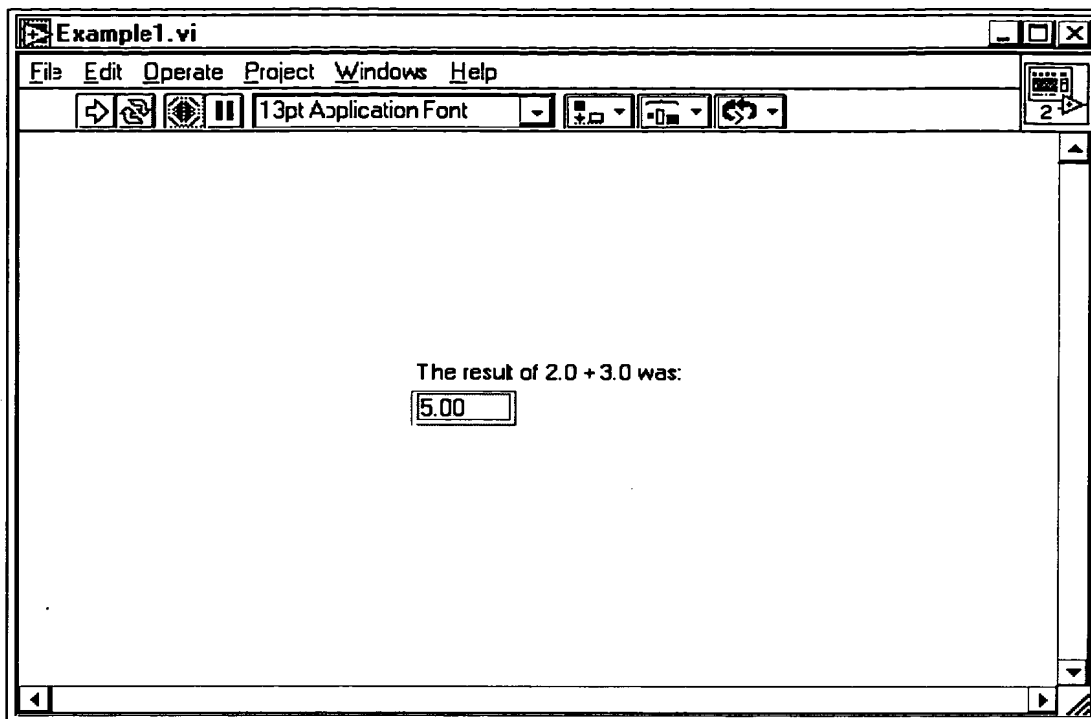 Example1.vi
File Edit Operate Project Windows Help
13pt Application Font
2
The result of 2.0 + 3.0 was:
5.00